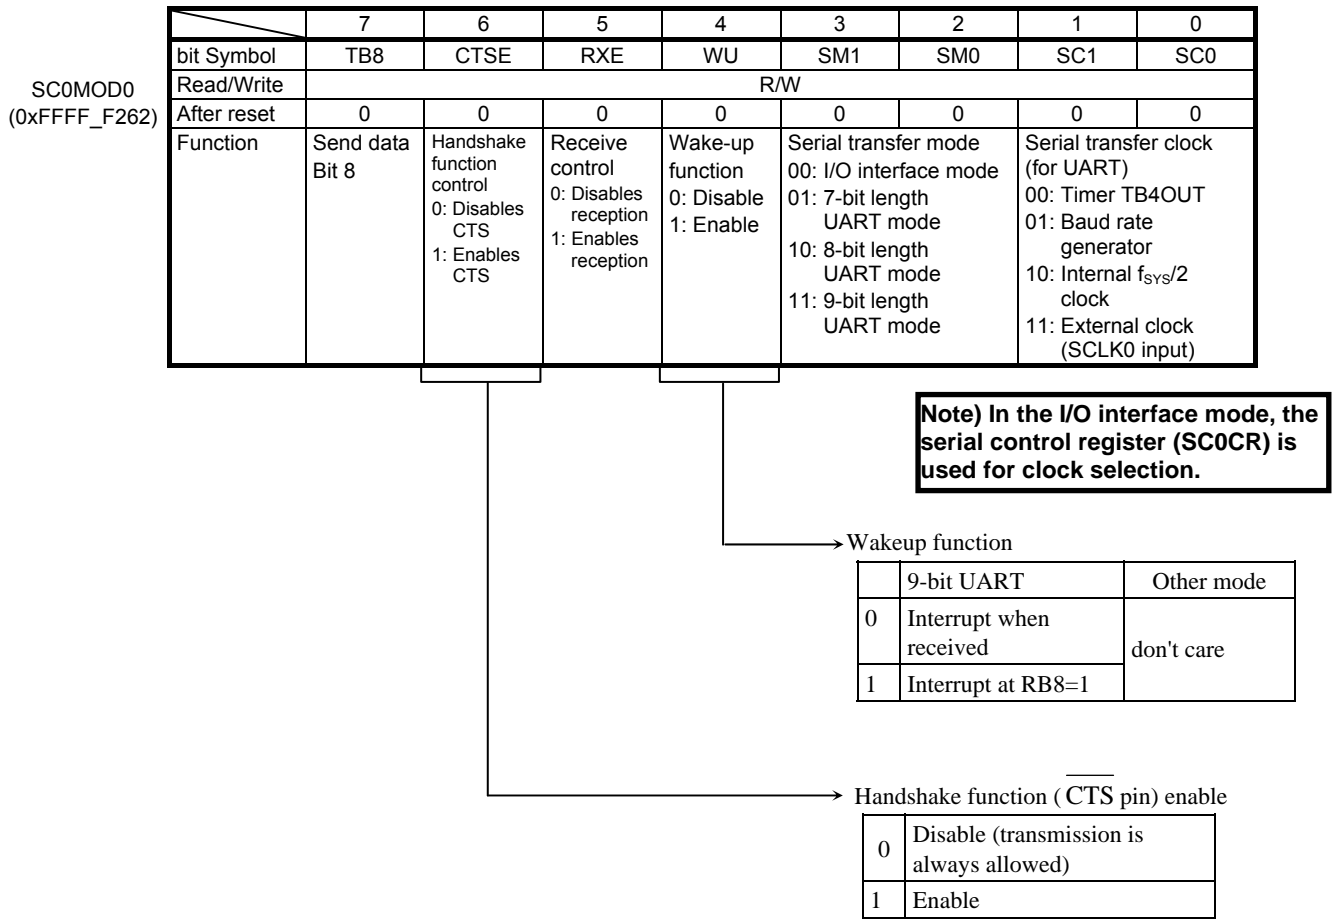 7 6 5 4 3 2 1 0
bit Symbol TB8 CTSE RXE WU SM1 SM0 SC1 SC0
SC0MOD0
(0xFFFF_F262)
Read/Write R/W
After reset 0 0 0 0 0 0 0 0
Function
Send data
Bit 8
Handshake
function
control
0: Disables
CTS
1: Enables
CTS
Receive
control
0: Disables
reception
1: Enables
reception
Wake-up
function
0: Disable
1: Enable
Serial transfer mode
00: I/O interface mode
01: 7-bit length
UART mode
10: 8-bit length
UART mode
11: 9-bit length
UART mode
Serial transfer clock
(for UART)
00: Timer TB4OUT
01: Baud rate
generator
10: Internal fSYS/2
clock
11: External clock
(SCLK0 input)
Note) In the I/O interface mode, the
serial control register (SC0CR) is
used for clock selection.
Wakeup function
9-bit UART Other mode
0 Interrupt when
received
don't care
1 Interrupt at RB8=1
Handshake function ( CTS pin) enable
0 Disable (transmission is
always allowed)
1 Enable